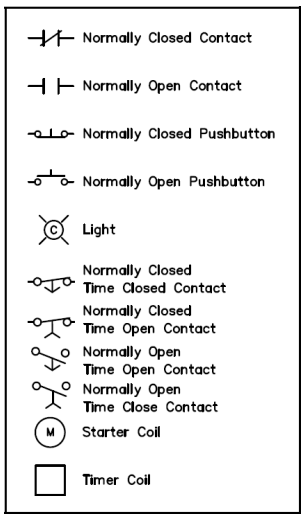 Normally Closed Contact
Normally Open Contact
Normally Closed Pushbutton
Normally Open Pushbutton
C Light
Normally Closed
Time Closed Contact
Normally Closed
Time Open Contact
Normally Open
Time Open Contact
Normally Open
Time Close Contact
M Starter Coil
Timer Coil